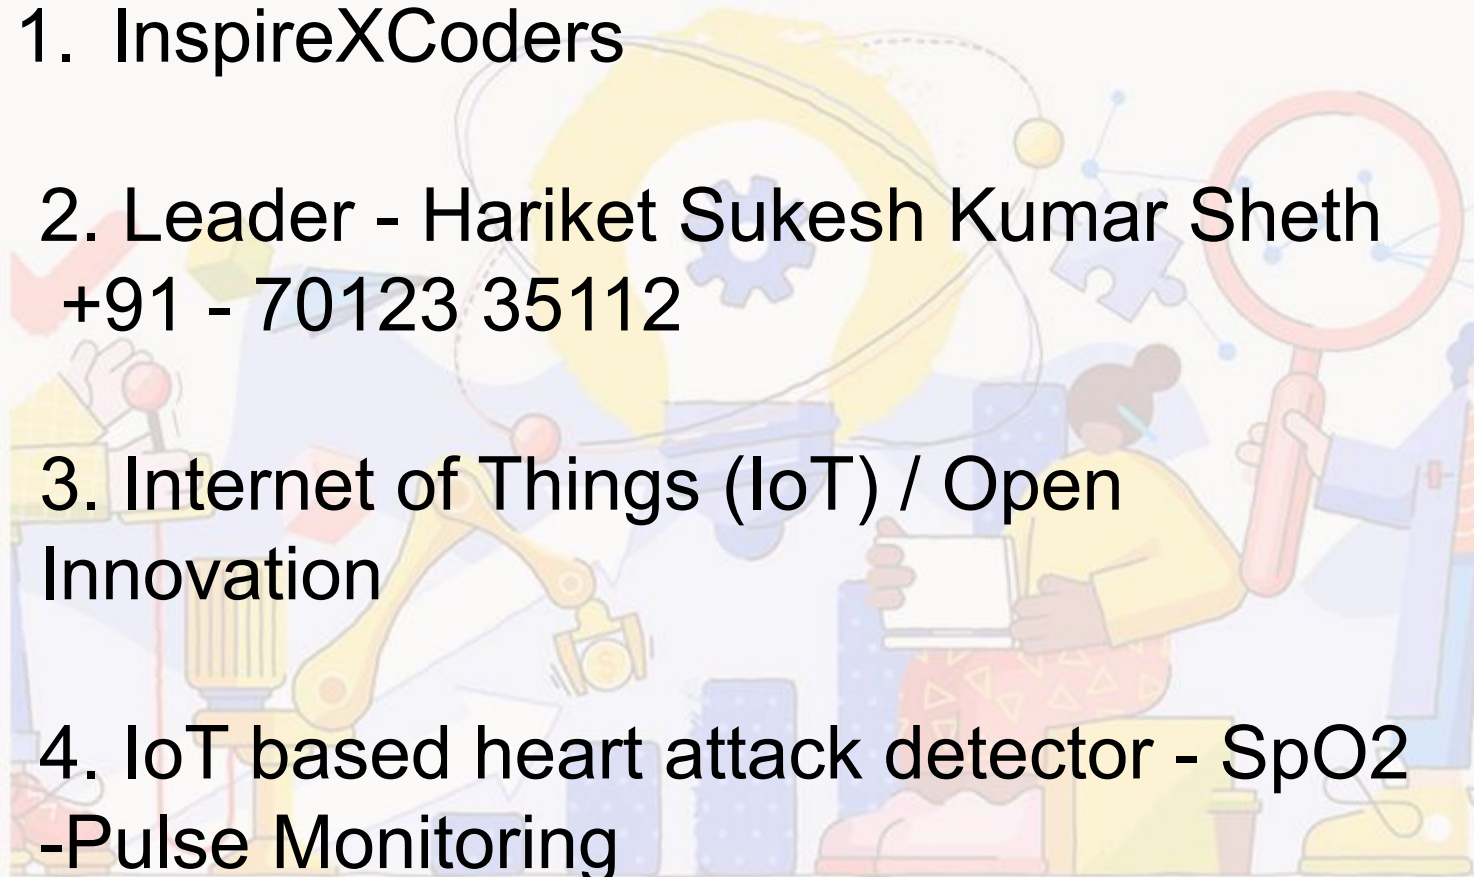 1. InspireXCoders
2. Leader - Hariket Sukesh Kumar Sheth
+91 - 70123 35112
3. Internet of Things (IoT) / Open
Innovation
4. IoT based heart attack detector - SpO2
-Pulse Monitoring